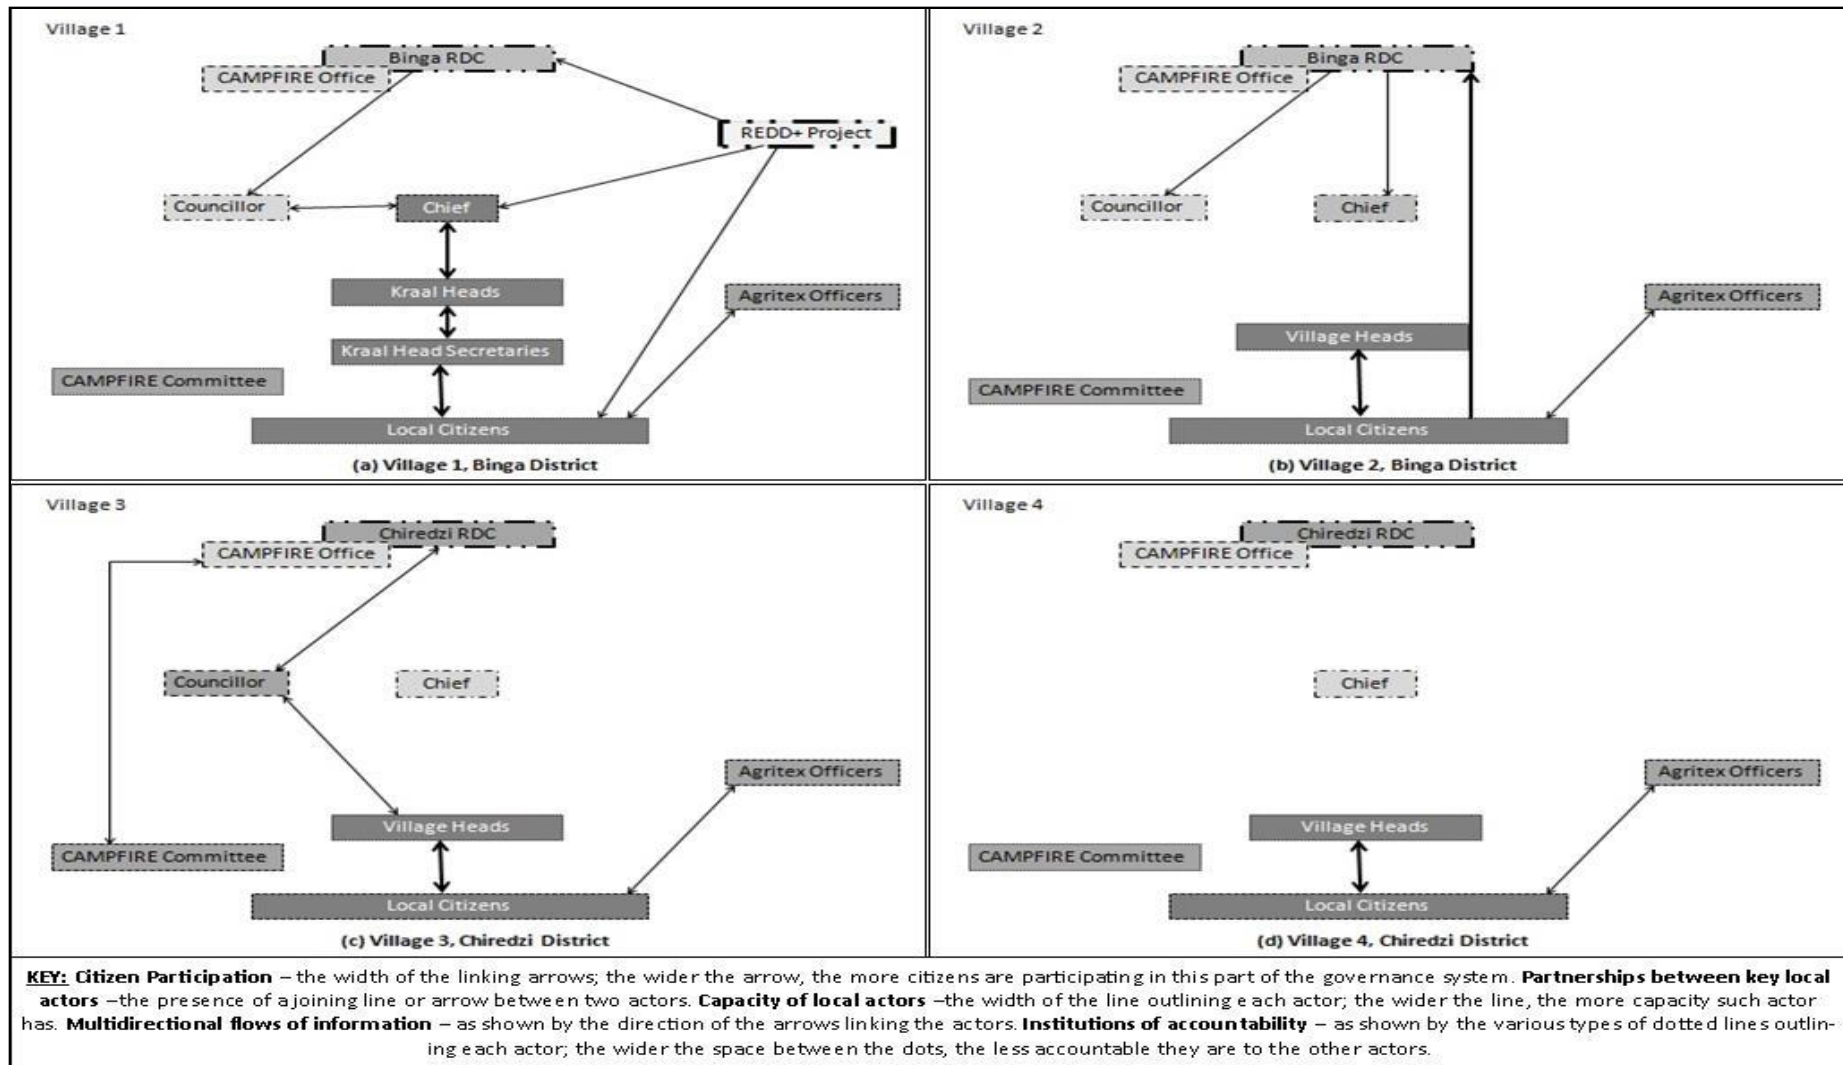 Village 1
Binga RDC
CAMPFIRE Office
REDD+ Project
Councillor
Chief
Kraal Heads
Agritex Officers
Kraal Head Secretaries
CAMPFIRE Committee
Local Citizens
(a) Village 1, Binga District
Village 2
Binga RDC
CAMPFIRE Office
Councillor
Chief
Agritex Officers
Village Heads
CAMPFIRE Committee
Local Citizens
(b) Village 2, Binga District
Village 3
Chiredzi RDC
CAMPFIRE Office
Councillor
Chief
Agritex Officers
Village Heads
CAMPFIRE Committee
Local Citizens
(c) Village 3, Chiredzi District
Village 4
Chiredzi RDC
CAMPFIRE Office
Chief
Agritex Officers
Village Heads
CAMPFIRE Committee
Local Citizens
(d) Village 4, Chiredzi District
KEY: Citizen Participation – the width of the linking arrows; the wider the arrow, the more citizens are participating in this part of the governance system. Partnerships between key local
actors –the presence of a joining line or arrow between two actors. Capacity of local actors –the width of the line outlining each actor; the wider the line, the more capacity such actor
has. Multidirectional flows of information – as shown by the direction of the arrows linking the actors. Institutions of accountability – as shown by the various types of dotted lines outlin-
ing each actor; the wider the space between the dots, the less accountable they are to the other actors.